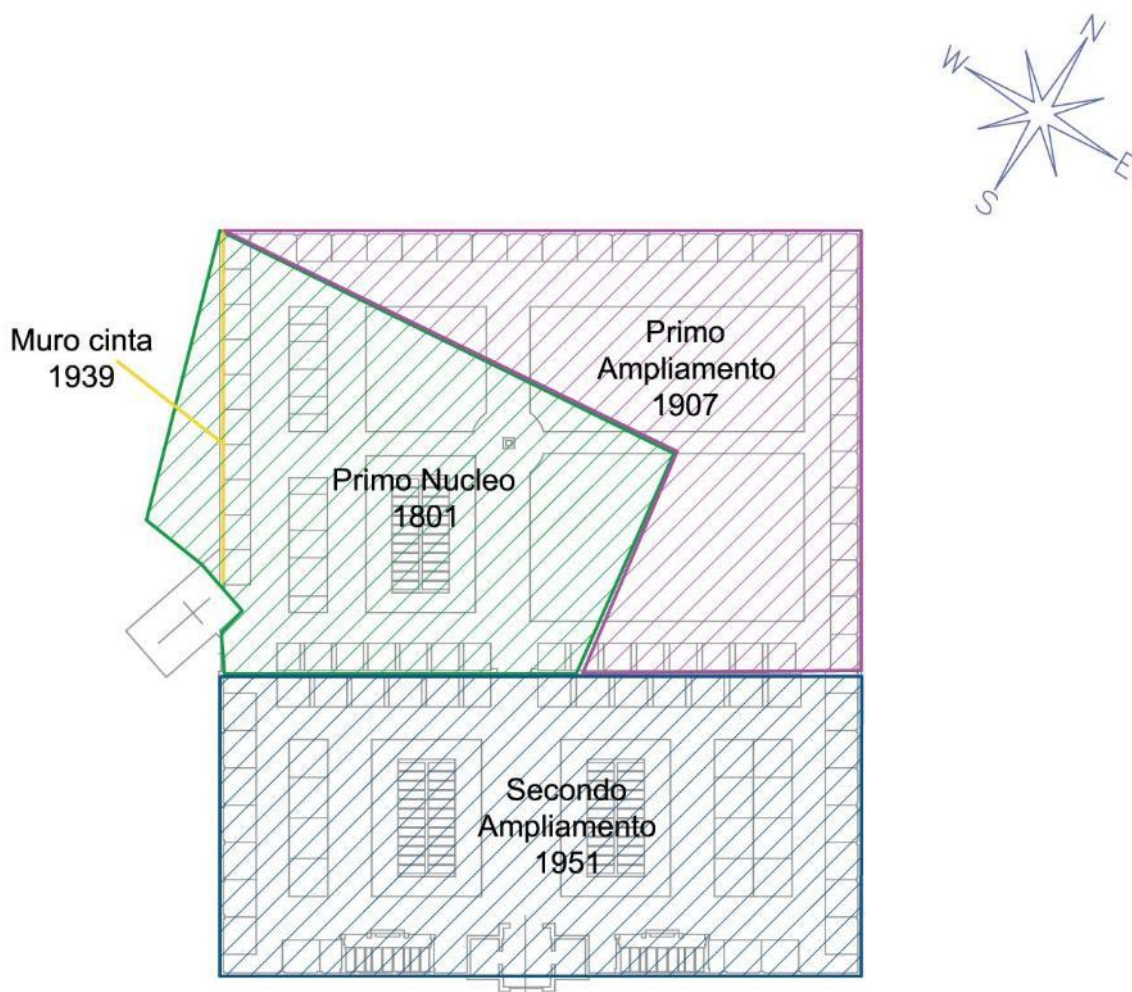 N
W
E
S
Muro cinta
1939
Primo
Ampliamento
1907
Primo Nucleo
1801
Secondo
Ampliamento
1951